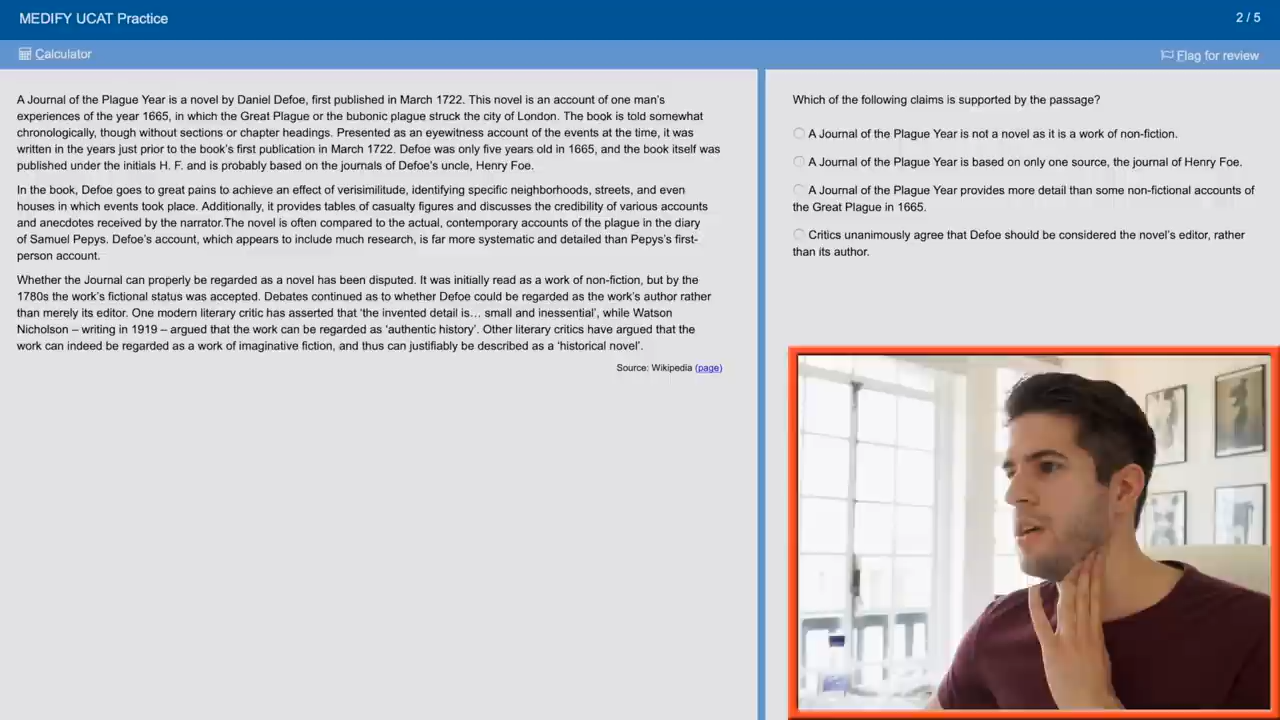 MEDIFY UCAT Practice
2 / 5
Calculator
Flag for review
A Journal of the Plague Year is a novel by Daniel Defoe, first published in March 1722. This novel is an account of one man's
experiences of the year 1665, in which the Great Plague or the bubonic plague struck the city of London. The book is told somewhat
chronologically, though without sections or chapter headings. Presented as an eyewitness account of the events at the time, it was
written in the years just prior to the book's first publication in March 1722. Defoe was only five years old in 1665, and the book itself was
published under the initials H. F. and is probably based on the journals of Defoe's uncle, Henry Foe.
In the book, Defoe goes to great pains to achieve an effect of verisimilitude, identifying specific neighborhoods, streets, and even
houses in which events took place. Additionally, it provides tables of casualty figures and discusses the credibility of various accounts
and anecdotes received by the narrator.The novel is often compared to the actual, contemporary accounts of the plague in the diary
of Samuel Pepys. Defoe's account, which appears to include much research, is far more systematic and detailed than Pepys's first-
person account.
Whether the Journal can properly be regarded as a novel has been disputed. It was initially read as a work of non-fiction, but by the
1780s the work's fictional status was accepted. Debates continued as to whether Defoe could be regarded as the work's author rather
than merely its editor. One modern literary critic has asserted that 'the invented detail is... small and inessential', while Watson
Nicholson – writing in 1919 – argued that the work can be regarded as 'authentic history'. Other literary critics have argued that the
work can indeed be regarded as a work of imaginative fiction, and thus can justifiably be described as a 'historical novel'.
Source: Wikipedia (page)
Which of the following claims is supported by the passage?
A Journal of the Plague Year is not a novel as it is a work of non-fiction.
A Journal of the Plague Year is based on only one source, the journal of Henry Foe.
A Journal of the Plague Year provides more detail than some non-fictional accounts of
the Great Plague in 1665.
Critics unanimously agree that Defoe should be considered the novel's editor, rather
than its author.